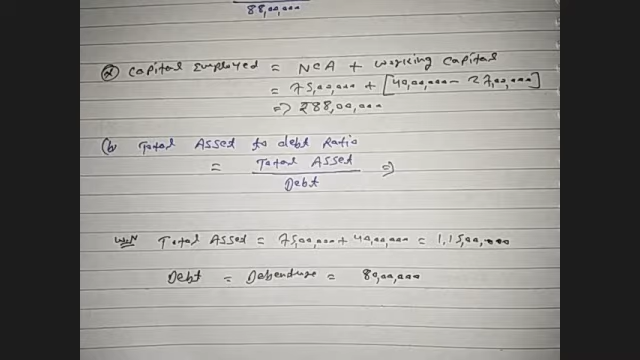 88,00,000
(a) Capital Employed = NCA + Working Capital
= 75,00,000 + [40,00,000 - 27,00,000]
=> ₹88,00,000
(b) Total Asset to debt Ratio
= Total Asset / Debt =>
W.N Total Asset = 75,00,000 + 40,00,000 = 1,15,00,000
Debt = Debenture = 80,00,000